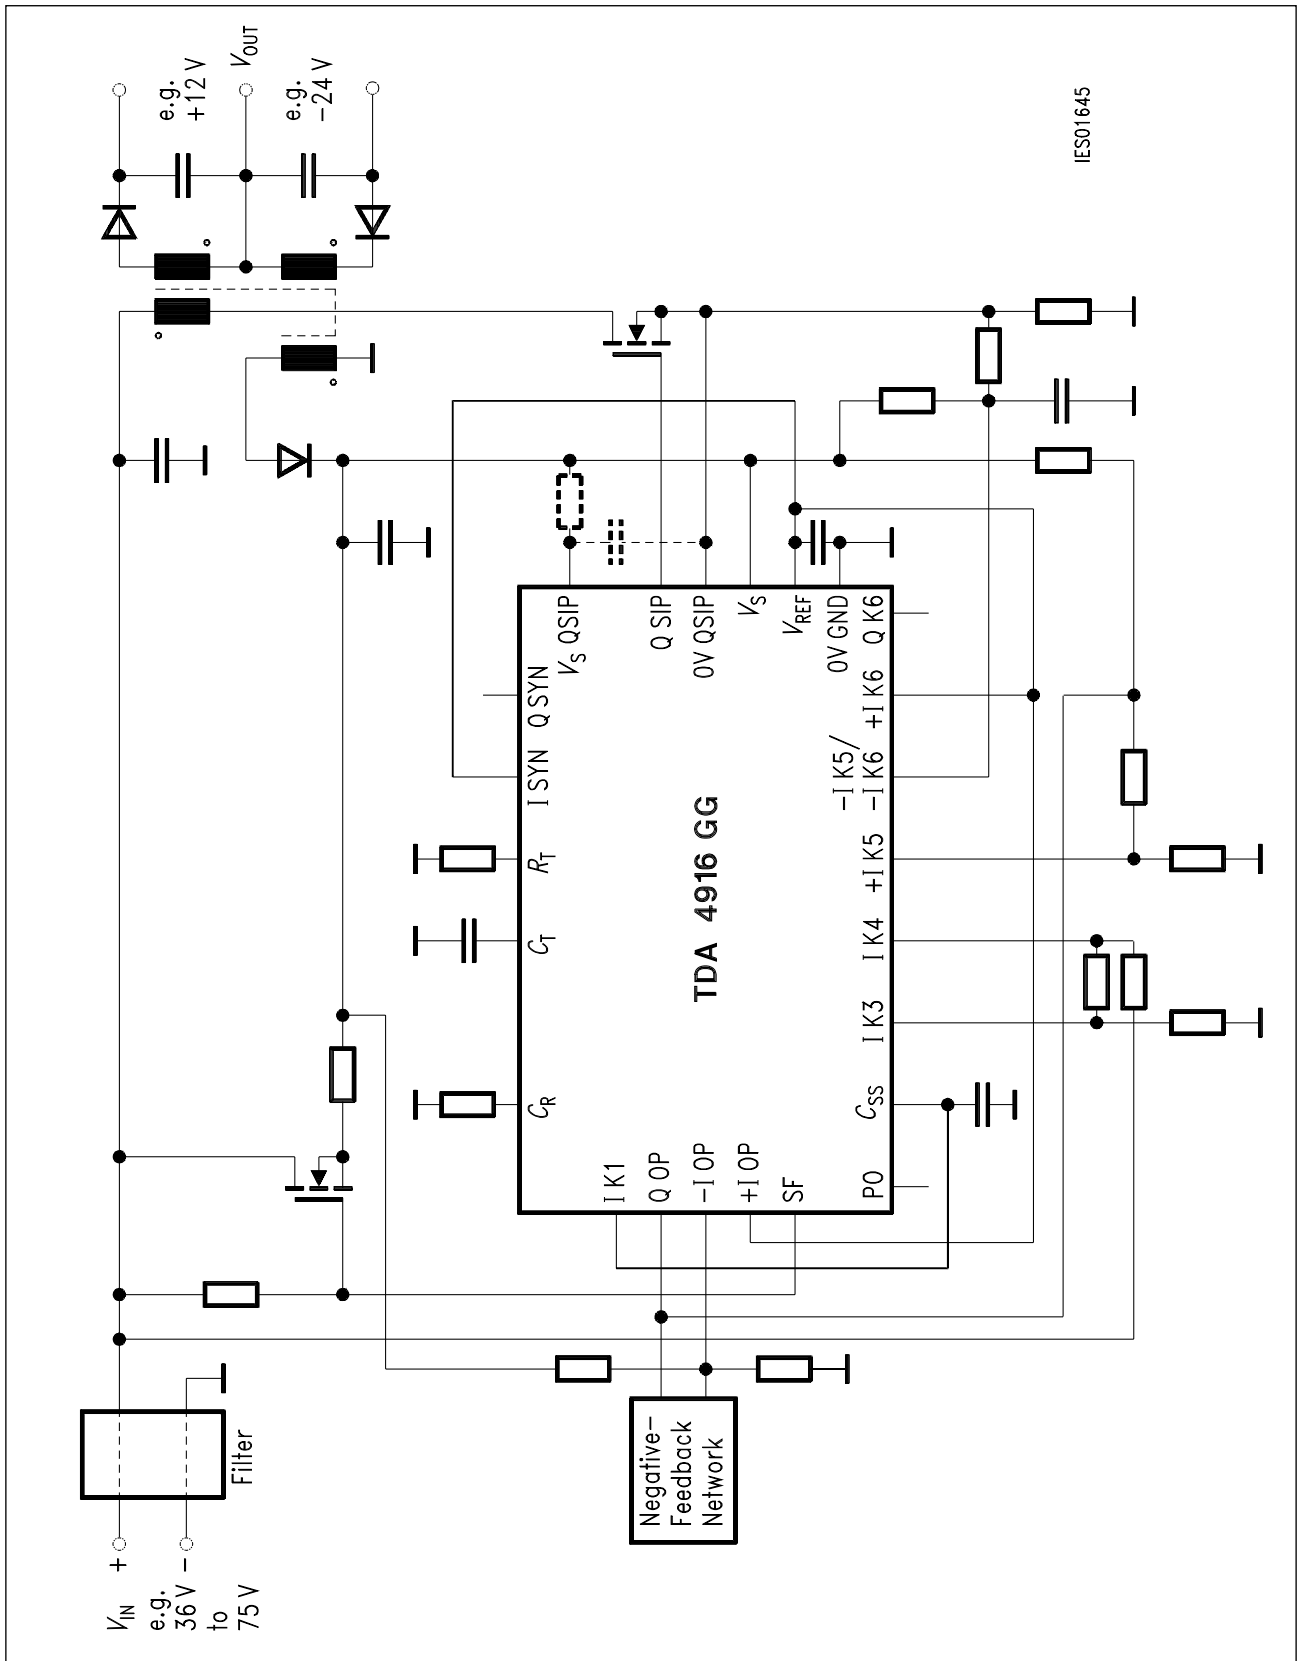 V_IN
e.g.
36 V
to
75 V
+
−
Filter
Negative-
Feedback
Network
I K1
Q OP
-I OP
+I OP
SF
C_R
C_T
R_T
I SYN
Q SYN
TDA 4916 GG
PO
C_SS
I K3
I K4
+I K5
-I K5/
-I K6
+I K6
Q K6
V_S QSIP
Q SIP
0V QSIP
V_S
V_REF
0V GND
e.g.
+12 V
V_OUT
e.g.
-24 V
IES01645